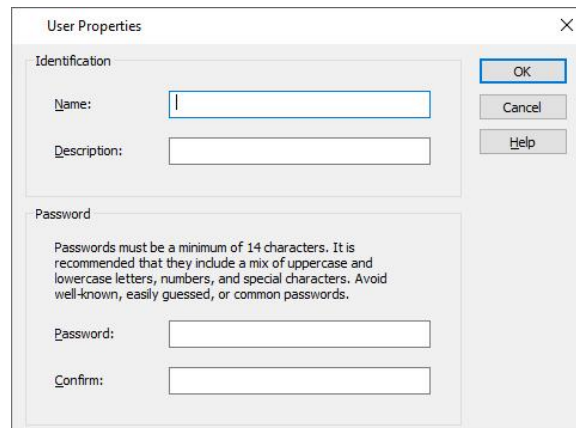 User Properties
Identification
OK
Name:
Cancel
Description:
Help
Password
Passwords must be a minimum of 14 characters. It is
recommended that they include a mix of uppercase and
lowercase letters, numbers, and special characters. Avoid
well-known, easily guessed, or common passwords.
Password:
Confirm: